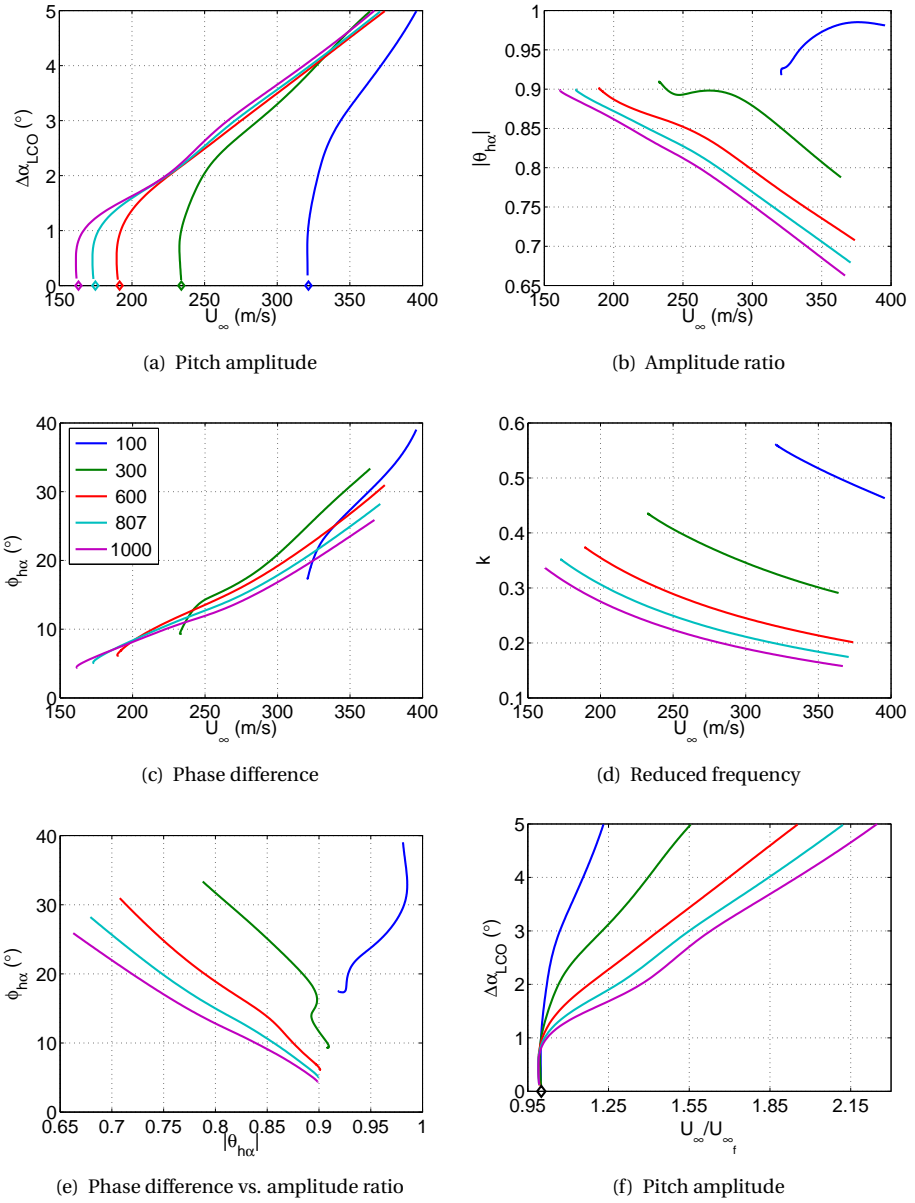 5
4
3
2
1
0
150 200 250 300 350 400
Δα_LCO (°)
U_∞ (m/s)
(a) Pitch amplitude
1
0.95
0.9
0.85
0.8
0.75
0.7
0.65
150 200 250 300 350 400
|θ_hα|
U_∞ (m/s)
(b) Amplitude ratio
40
30
20
10
0
150 200 250 300 350 400
ϕ_hα (°)
U_∞ (m/s)
100
300
600
807
1000
(c) Phase difference
0.6
0.5
0.4
0.3
0.2
0.1
150 200 250 300 350 400
k
U_∞ (m/s)
(d) Reduced frequency
40
30
20
10
0
0.65 0.7 0.75 0.8 0.85 0.9 0.95 1
ϕ_hα (°)
|θ_hα|
(e) Phase difference vs. amplitude ratio
5
4
3
2
1
0
0.95 1.25 1.55 1.85 2.15
Δα_LCO (°)
U_∞/U_∞_f
(f) Pitch amplitude